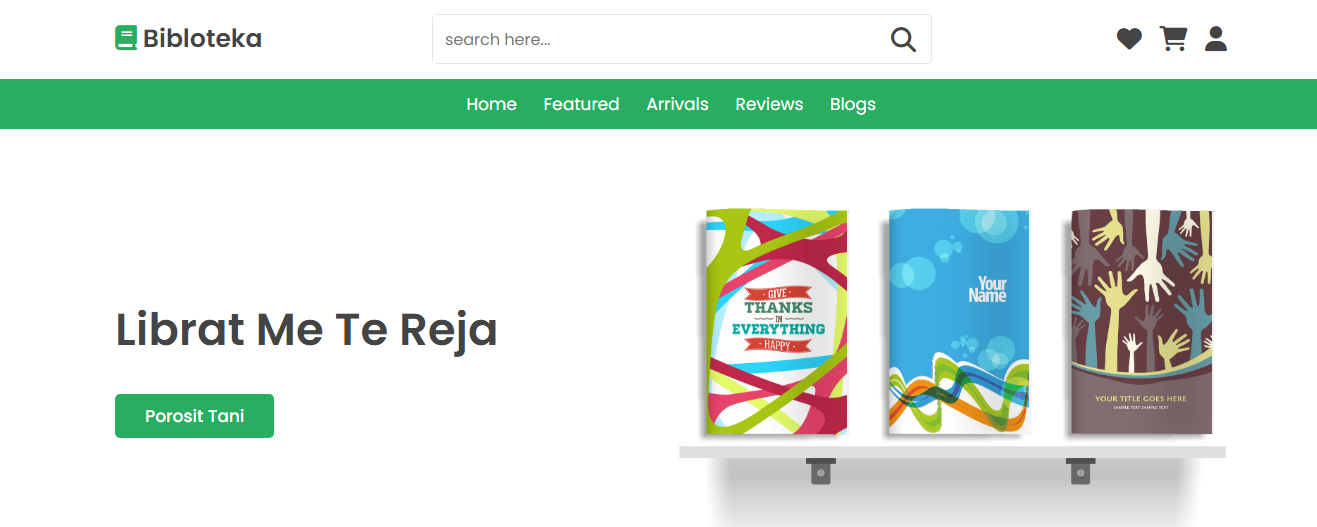 Bibloteka
search here...
Home Featured Arrivals Reviews Blogs
Librat Me Te Reja
Porosit Tani
GIVE
THANKS
IN
EVERYTHING
HAPPY
Your
Name
YOUR TITLE GOES HERE
SAMPLE TEXT SAMPLE TEXT